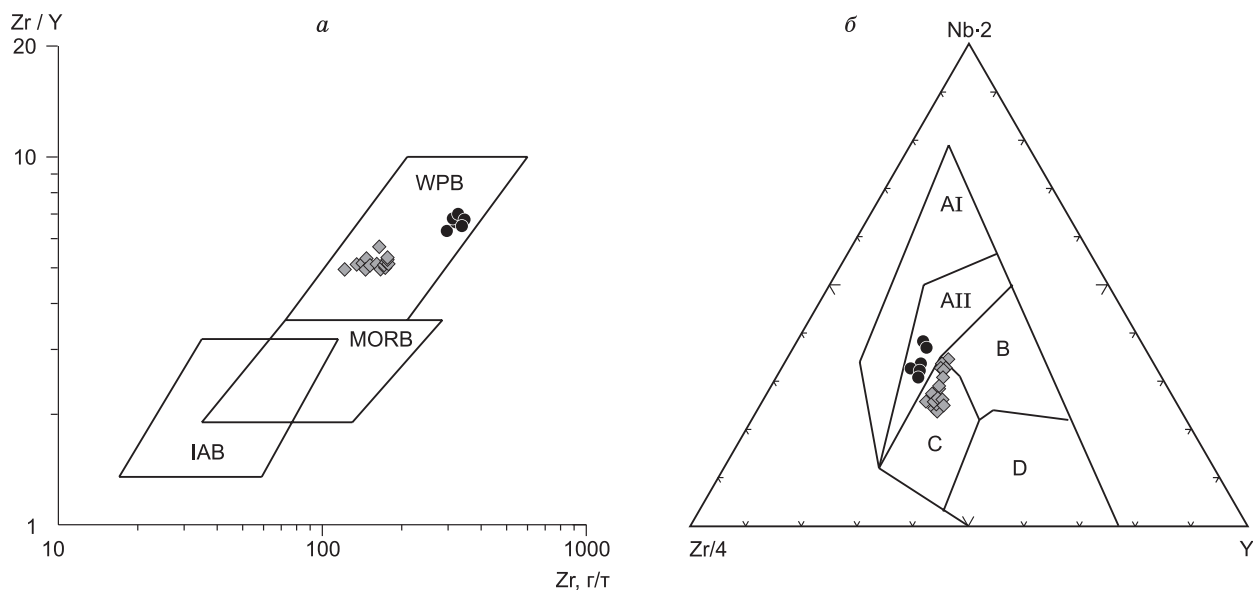 Zr / Y
а
20
10
WPB
MORB
IAB
1
10
100
1000
Zr, г/т
б
Nb·2
AI
AII
B
C
D
Zr/4
Y